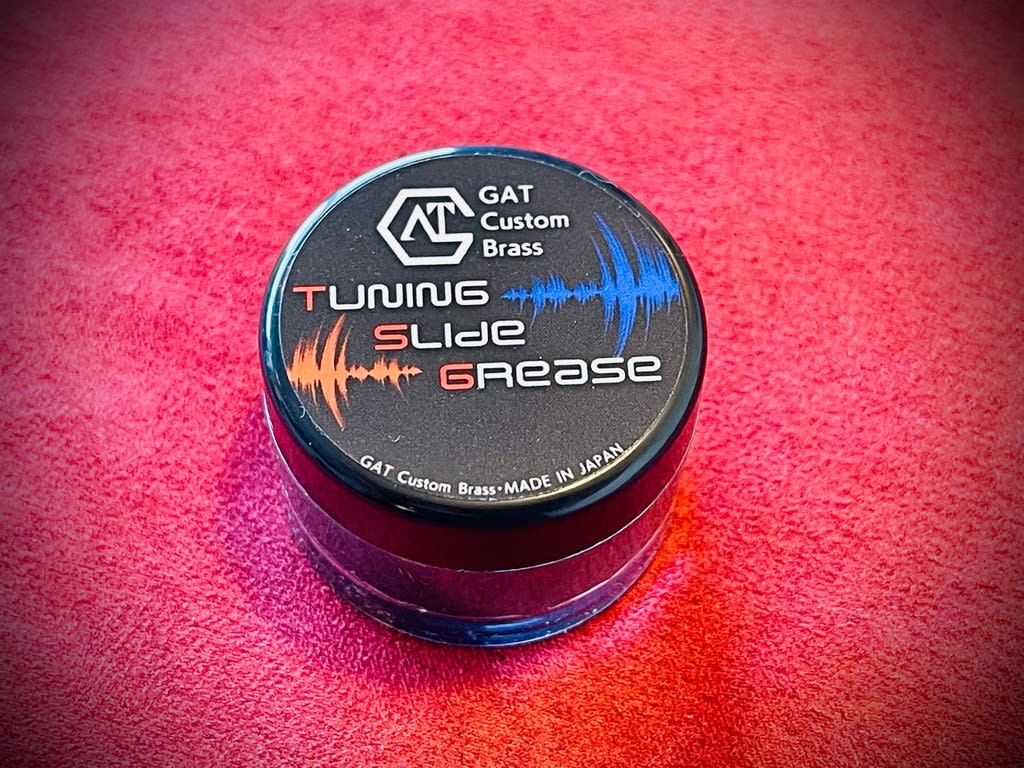 GAT
Custom
Brass
TUNING
SLIDE
GREASE
GAT Custom Brass・MADE IN JAPAN